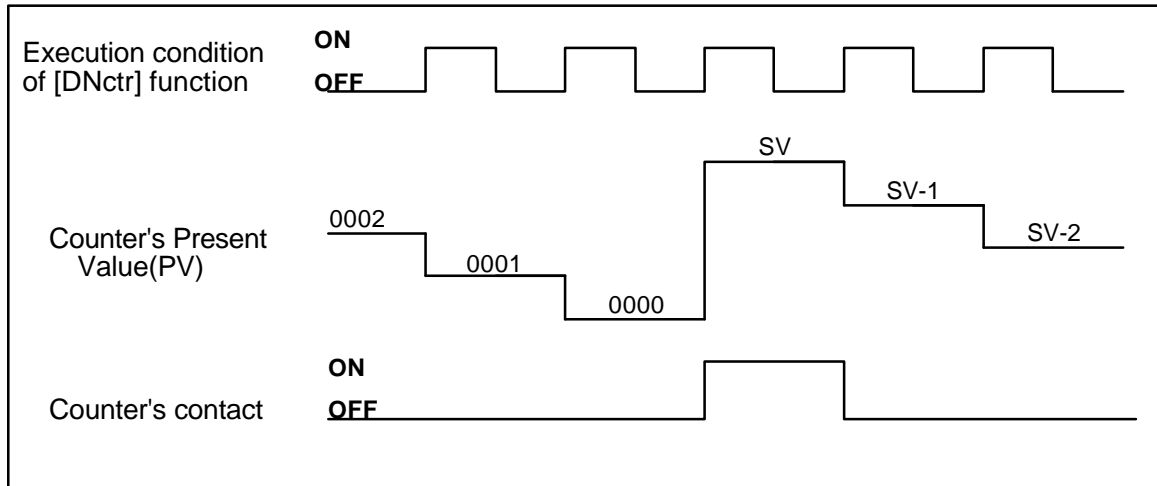 Execution condition
of [DNctr] function
ON
OFF
SV
SV-1
SV-2
0002
0001
0000
Counter's Present
Value(PV)
ON
OFF
Counter's contact